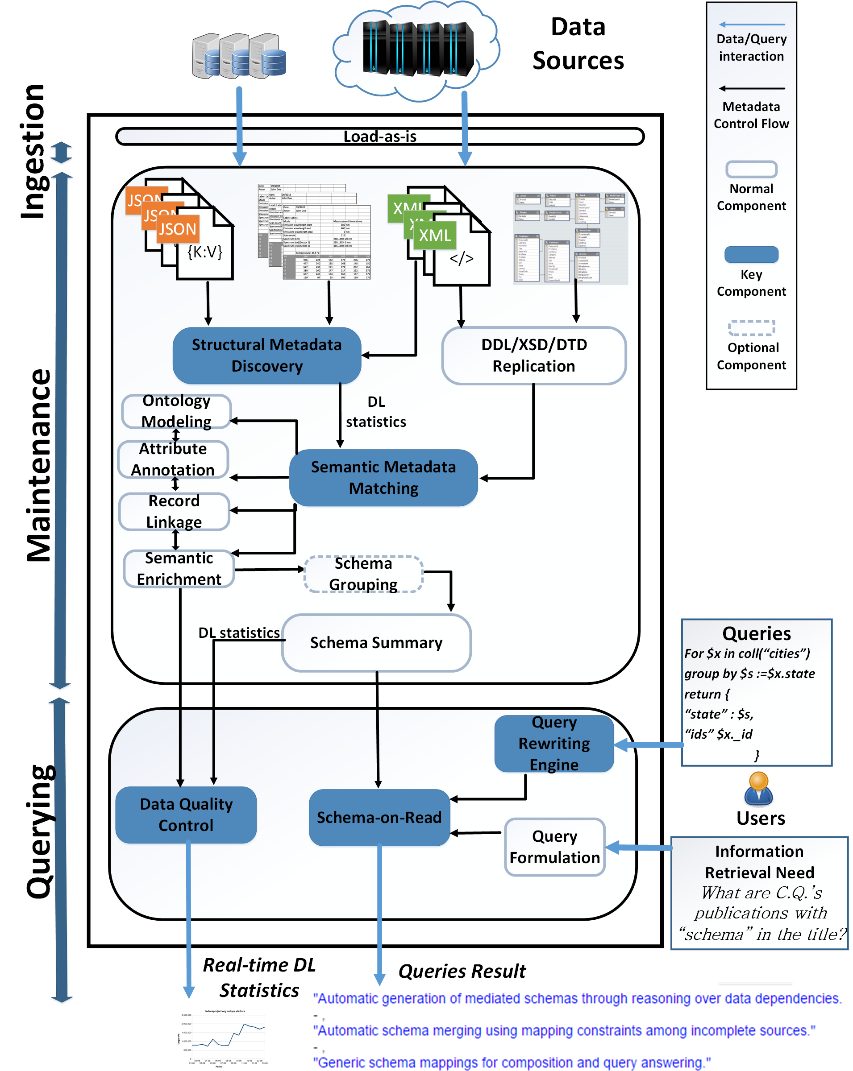 Data
Sources
Data/Query
interaction
Metadata
Control Flow
Normal
Component
Key
Component
Optional
Component
Ingestion
Load-as-is
JSON
JSON
JSON
{K:V}
XML
XML
XML
</>
Maintenance
Structural Metadata
Discovery
DDL/XSD/DTD
Replication
DL
statistics
Ontology
Modeling
Attribute
Annotation
Semantic Metadata
Matching
Record
Linkage
Semantic
Enrichment
Schema
Grouping
DL statistics
Schema Summary
Querying
Query
Rewriting
Engine
Data Quality
Control
Schema-on-Read
Query
Formulation
Queries
For $x in coll(“cities”)
group by $s :=$x.state
return {
“state” : $s,
“ids” $x._id
}
Users
Information
Retrieval Need
What are C.Q.’s
publications with
“schema” in the title?
Real-time DL
Statistics
Queries Result
"Automatic generation of mediated schemas through reasoning over data dependencies.
- ,
"Automatic schema merging using mapping constraints among incomplete sources."
- ,
"Generic schema mappings for composition and query answering."